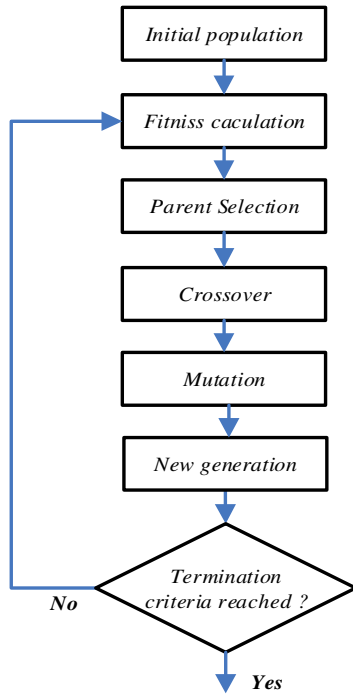 Initial population
Fitniss caculation
Parent Selection
Crossover
Mutation
New generation
Termination
criteria reached ?
No
Yes